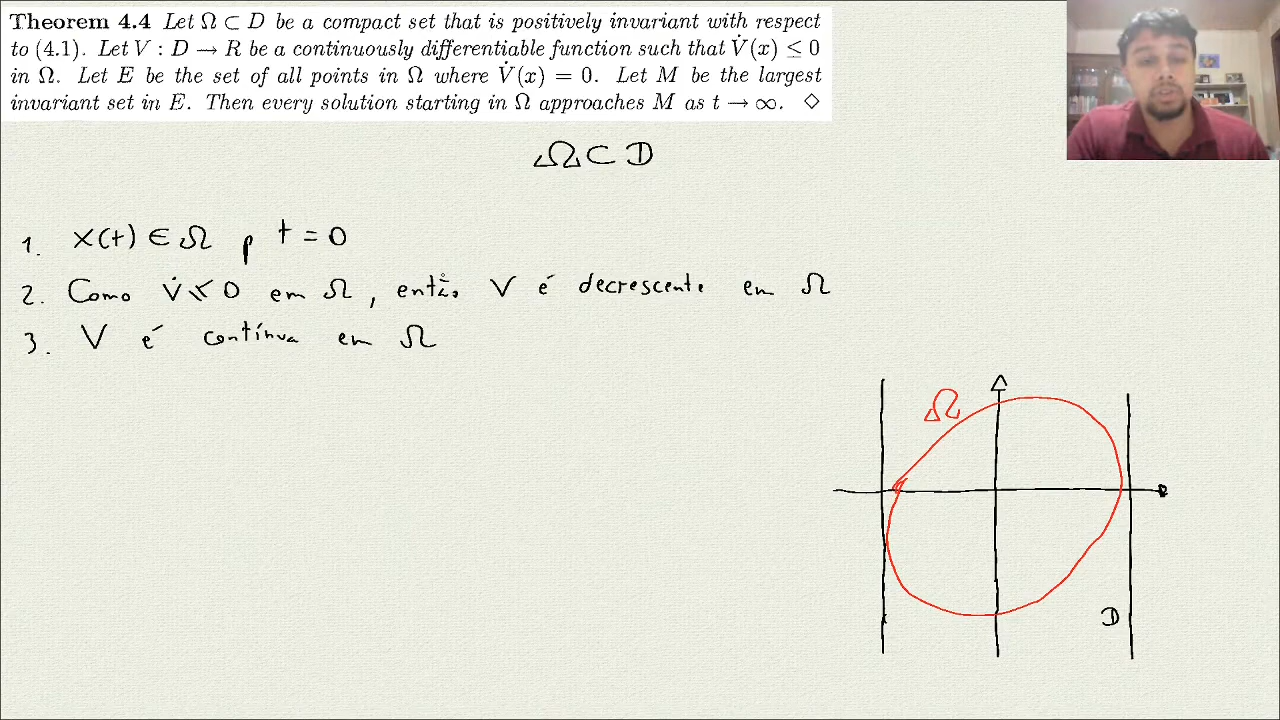 Theorem 4.4 Let Ω ⊂ D be a compact set that is positively invariant with respect
to (4.1). Let V : D → R be a continuously differentiable function such that V̇(x) ≤ 0
in Ω. Let E be the set of all points in Ω where V̇(x) = 0. Let M be the largest
invariant set in E. Then every solution starting in Ω approaches M as t → ∞. ◇
Ω ⊂ D
1. x(t) ∈ Ω p t = 0
2. Como V̇ ≤ 0 em Ω, então V é decrescente em Ω
3. V é contínua em Ω
Ω
D